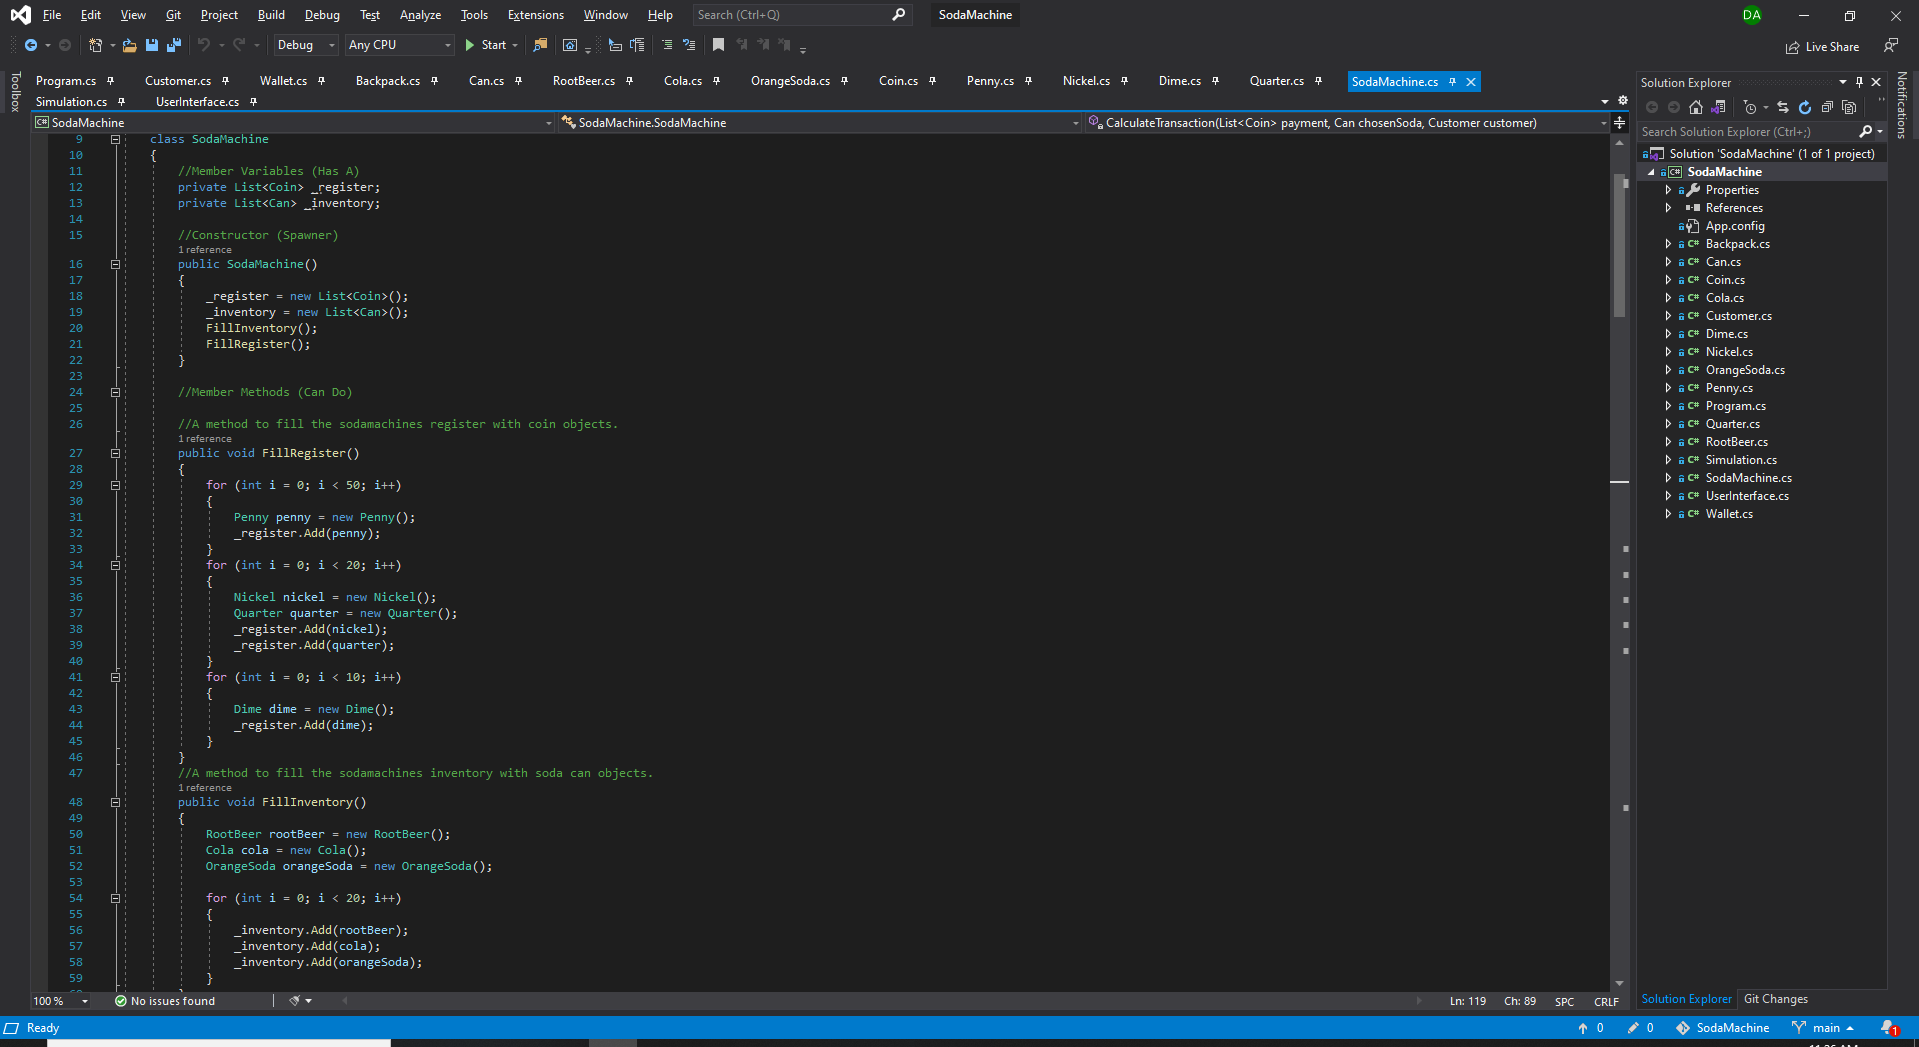 File Edit View Git Project Build Debug Test Analyze Tools Extensions Window Help Search (Ctrl+Q) SodaMachine DA
Debug Any CPU Start Live Share
Toolbox
Program.cs Customer.cs Wallet.cs Backpack.cs Can.cs RootBeer.cs Cola.cs OrangeSoda.cs Coin.cs Penny.cs Nickel.cs Dime.cs Quarter.cs SodaMachine.cs
Simulation.cs UserInterface.cs
C# SodaMachine SodaMachine.SodaMachine CalculateTransaction(List<Coin> payment, Can chosenSoda, Customer customer)
9 class SodaMachine
10 {
11 //Member Variables (Has A)
12 private List<Coin> _register;
13 private List<Can> _inventory;
14
15 //Constructor (Spawner)
1 reference
16 public SodaMachine()
17 {
18 _register = new List<Coin>();
19 _inventory = new List<Can>();
20 FillInventory();
21 FillRegister();
22 }
23
24 //Member Methods (Can Do)
25
26 //A method to fill the sodamachines register with coin objects.
1 reference
27 public void FillRegister()
28 {
29 for (int i = 0; i < 50; i++)
30 {
31 Penny penny = new Penny();
32 _register.Add(penny);
33 }
34 for (int i = 0; i < 20; i++)
35 {
36 Nickel nickel = new Nickel();
37 Quarter quarter = new Quarter();
38 _register.Add(nickel);
39 _register.Add(quarter);
40 }
41 for (int i = 0; i < 10; i++)
42 {
43 Dime dime = new Dime();
44 _register.Add(dime);
45 }
46 }
47 //A method to fill the sodamachines inventory with soda can objects.
1 reference
48 public void FillInventory()
49 {
50 RootBeer rootBeer = new RootBeer();
51 Cola cola = new Cola();
52 OrangeSoda orangeSoda = new OrangeSoda();
53
54 for (int i = 0; i < 20; i++)
55 {
56 _inventory.Add(rootBeer);
57 _inventory.Add(cola);
58 _inventory.Add(orangeSoda);
59 }
100 % No issues found Ln: 119 Ch: 89 SPC CRLF
Solution Explorer
Search Solution Explorer (Ctrl+;)
Solution 'SodaMachine' (1 of 1 project)
C# SodaMachine
Properties
References
App.config
C# Backpack.cs
C# Can.cs
C# Coin.cs
C# Cola.cs
C# Customer.cs
C# Dime.cs
C# Nickel.cs
C# OrangeSoda.cs
C# Penny.cs
C# Program.cs
C# Quarter.cs
C# RootBeer.cs
C# Simulation.cs
C# SodaMachine.cs
C# UserInterface.cs
C# Wallet.cs
Solution Explorer Git Changes
Notifications
Ready 0 0 SodaMachine main 1